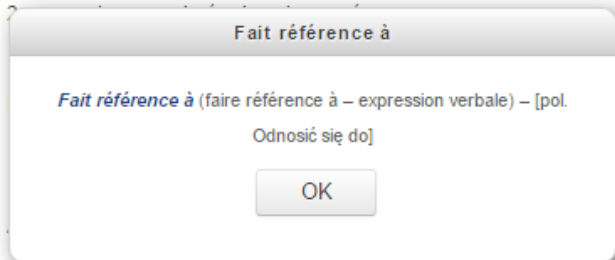 Fait référence à
Fait référence à (faire référence à – expression verbale) – [pol.
Odnosić się do]
OK